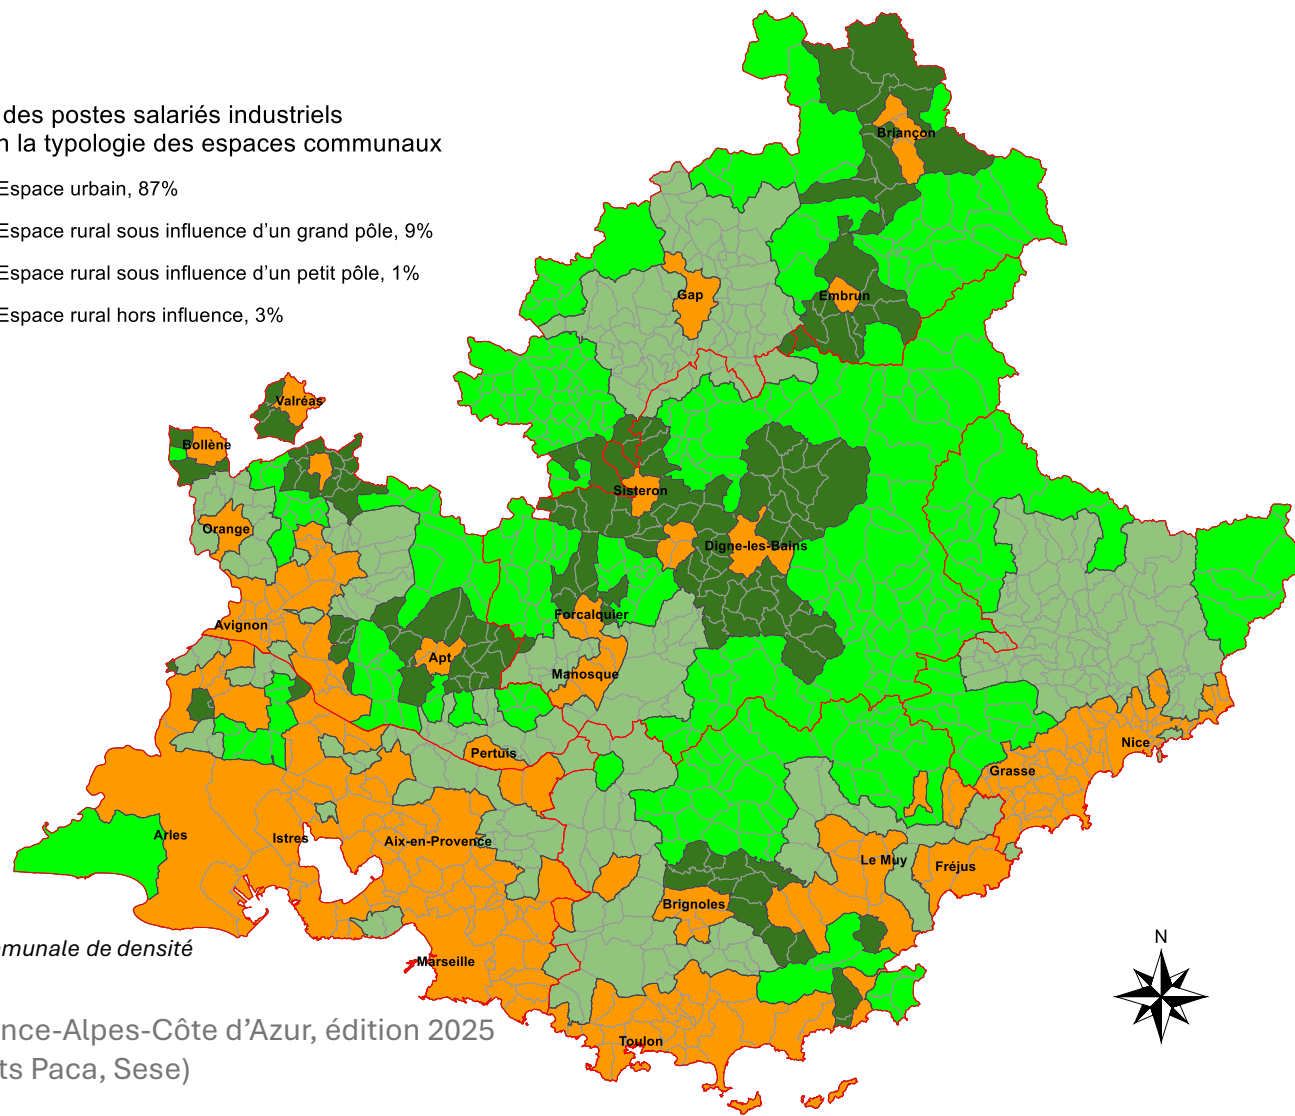 des postes salariés industriels
n la typologie des espaces communaux
Espace urbain, 87%
Espace rural sous influence d’un grand pôle, 9%
Espace rural sous influence d’un petit pôle, 1%
Espace rural hors influence, 3%
Briançon
Gap
Embrun
Valréas
Bollène
Sisteron
Orange
Digne-les-Bains
Forcalquier
Avignon
Apt
Manosque
Pertuis
Nice
Grasse
Arles
Istres
Aix-en-Provence
Le Muy
Fréjus
Brignoles
N
mmunale de densité
Marseille
nce-Alpes-Côte d’Azur, édition 2025
Toulon
ts Paca, Sese)